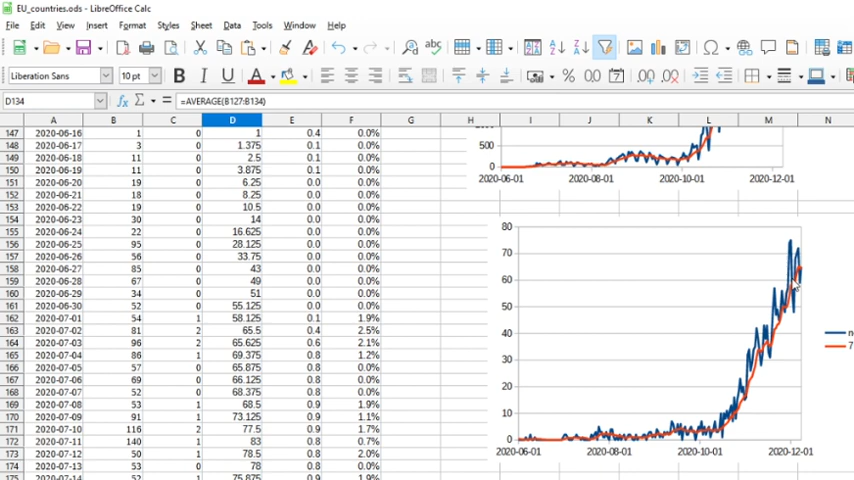 EU_countries.ods - LibreOffice Calc
File Edit View Insert Format Styles Sheet Data Tools Window Help
Liberation Sans 10 pt B I U A
D134 fx Σ = =AVERAGE(B127:B134)
A B C D E F G H I J K L M N
147 2020-06-16 1 0 1 0.4 0.0%
148 2020-06-17 3 0 1.375 0.1 0.0%
149 2020-06-18 11 0 2.5 0.1 0.0%
150 2020-06-19 11 0 3.875 0.1 0.0%
151 2020-06-20 19 0 6.25 0.0 0.0%
152 2020-06-21 18 0 8.25 0.0 0.0%
153 2020-06-22 19 0 10.5 0.0 0.0%
154 2020-06-23 30 0 14 0.0 0.0%
155 2020-06-24 22 0 16.625 0.0 0.0%
156 2020-06-25 95 0 28.125 0.0 0.0%
157 2020-06-26 56 0 33.75 0.0 0.0%
158 2020-06-27 85 0 43 0.0 0.0%
159 2020-06-28 67 0 49 0.0 0.0%
160 2020-06-29 34 0 51 0.0 0.0%
161 2020-06-30 52 0 55.125 0.0 0.0%
162 2020-07-01 54 1 58.125 0.1 1.9%
163 2020-07-02 81 2 65.5 0.4 2.5%
164 2020-07-03 96 2 65.625 0.6 2.1%
165 2020-07-04 86 1 69.375 0.8 1.2%
166 2020-07-05 57 0 65.875 0.8 0.0%
167 2020-07-06 69 0 66.125 0.8 0.0%
168 2020-07-07 52 0 68.375 0.8 0.0%
169 2020-07-08 53 1 68.5 0.8 1.9%
170 2020-07-09 91 1 73.125 0.9 1.1%
171 2020-07-10 116 2 77.5 0.9 1.7%
172 2020-07-11 140 1 83 0.8 0.7%
173 2020-07-12 50 1 78.5 0.8 2.0%
174 2020-07-13 53 0 78 0.8 0.0%
175 2020-07-14 52 1 75.875 0.9 1.9%
500
0
2020-06-01 2020-08-01 2020-10-01 2020-12-01
80
70
60
50
40
30
20
10
0
2020-06-01 2020-08-01 2020-10-01 2020-12-01
n
7